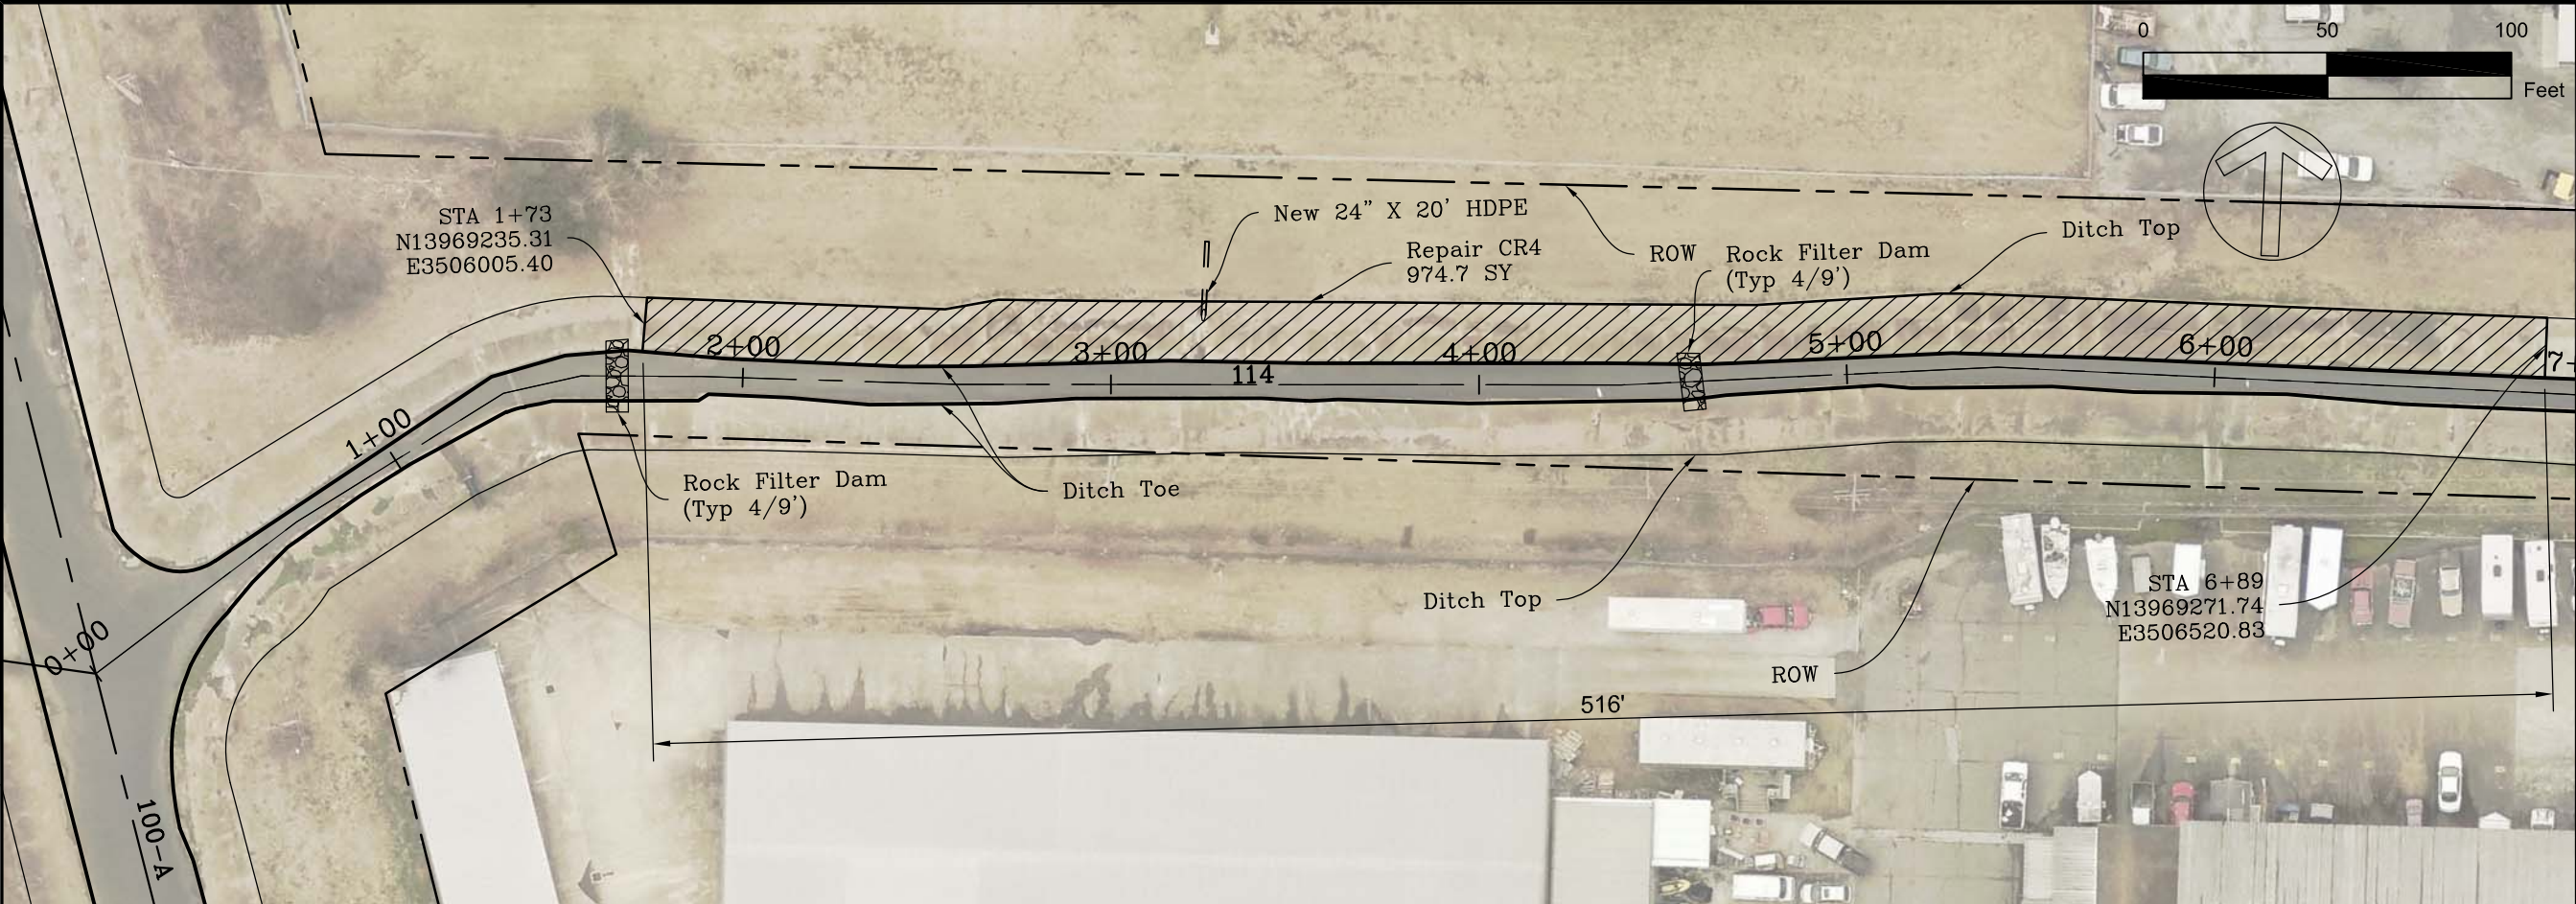 0 50 100
Feet
STA 1+73
N13969235.31
E3506005.40
New 24" X 20' HDPE
Repair CR4
974.7 SY
ROW
Rock Filter Dam
(Typ 4/9')
Ditch Top
2+00
3+00
4+00
5+00
6+00
7+
114
1+00
Rock Filter Dam
(Typ 4/9')
Ditch Toe
Ditch Top
STA 6+89
N13969271.74
E3506520.83
0+00
ROW
516'
100-A